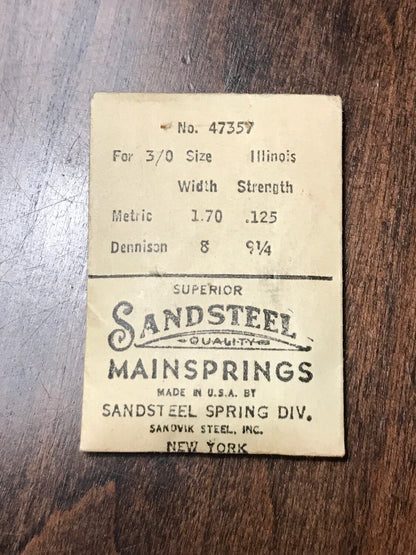 No. 47357
For 3/0 Size Illinois
Width Strength
Metric 1.70 .125
Dennison 8 9¼
SUPERIOR
SANDSTEEL
QUALITY
MAINSPRINGS
MADE IN U.S.A. BY
SANDSTEEL SPRING DIV.
SANDVIK STEEL, INC.
NEW YORK